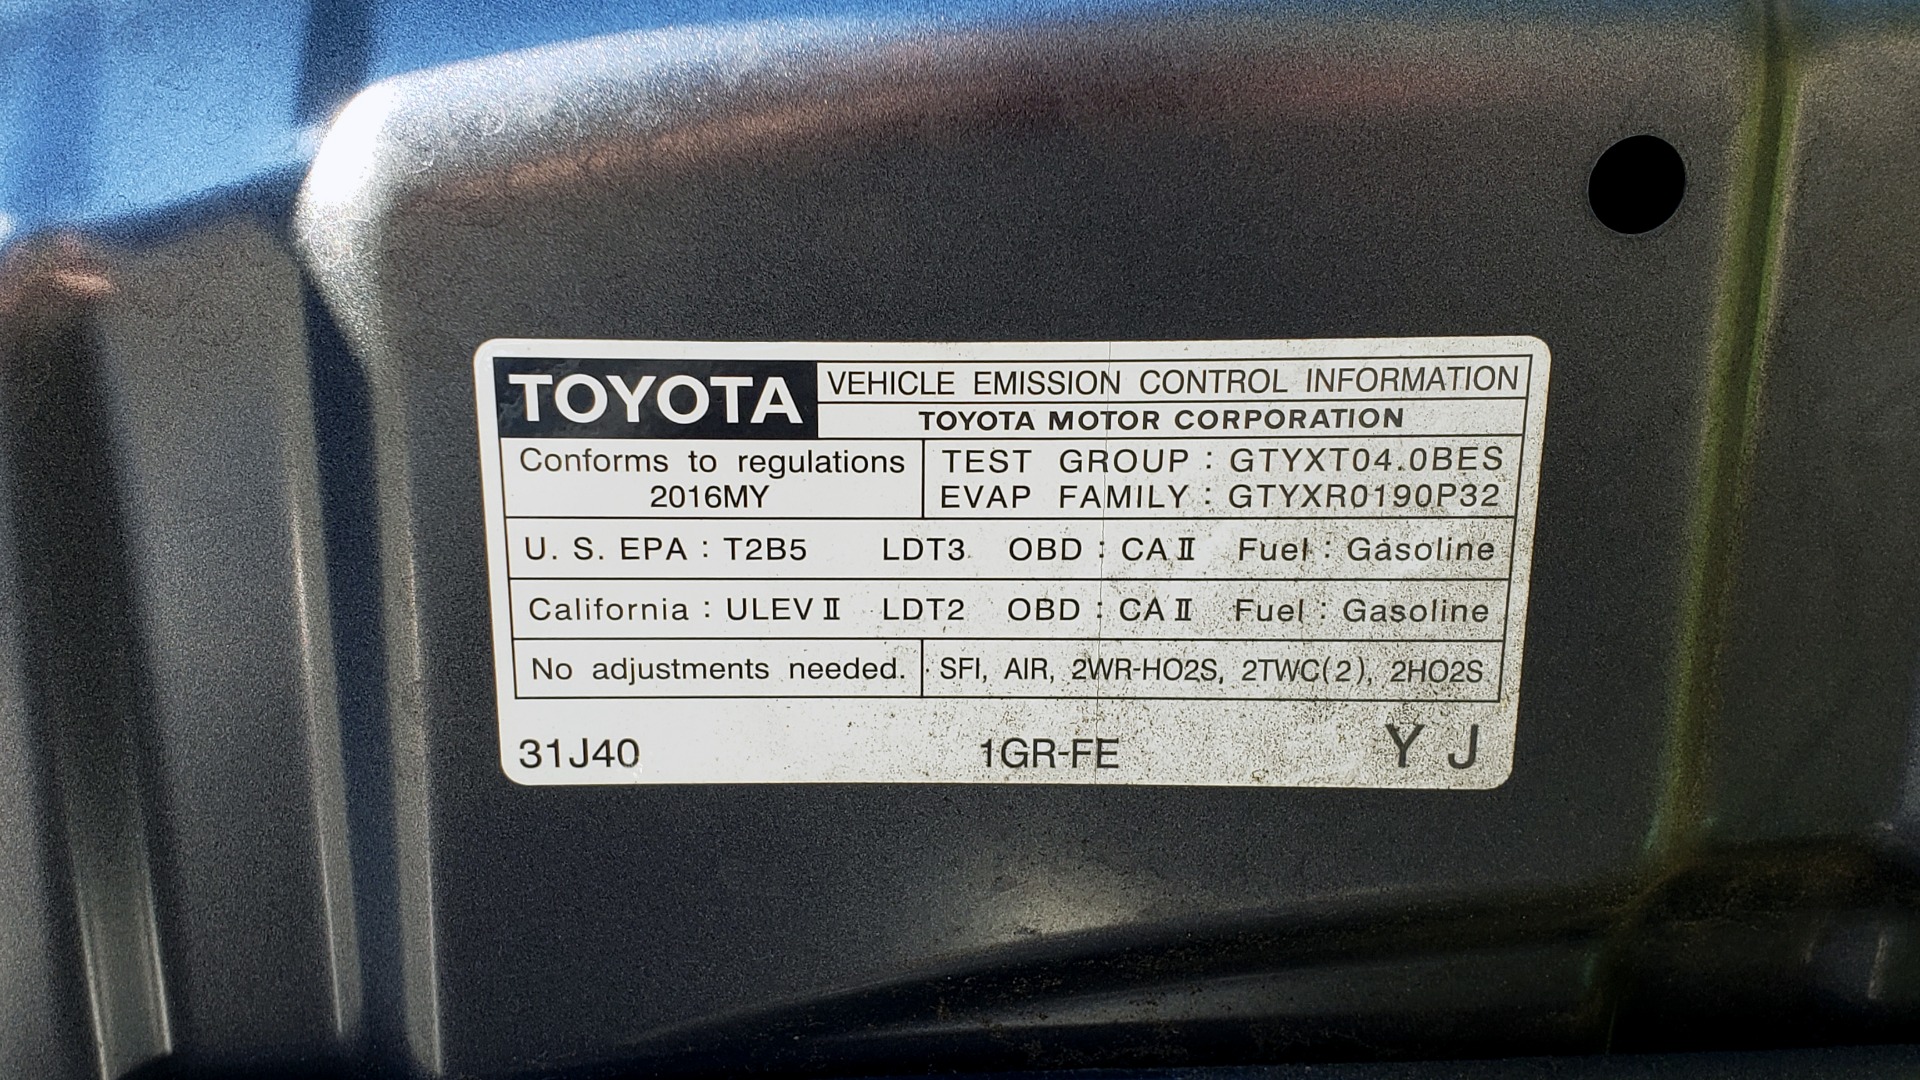 TOYOTA VEHICLE EMISSION CONTROL INFORMATION
TOYOTA MOTOR CORPORATION
Conforms to regulations
2016MY
TEST GROUP : GTYXT04.0BES
EVAP FAMILY : GTYXR0190P32
U. S. EPA : T2B5 LDT3 OBD : CA II Fuel : Gasoline
California : ULEV II LDT2 OBD : CA II Fuel : Gasoline
No adjustments needed. SFI, AIR, 2WR-HO2S, 2TWC(2), 2HO2S
31J40 1GR-FE Y J